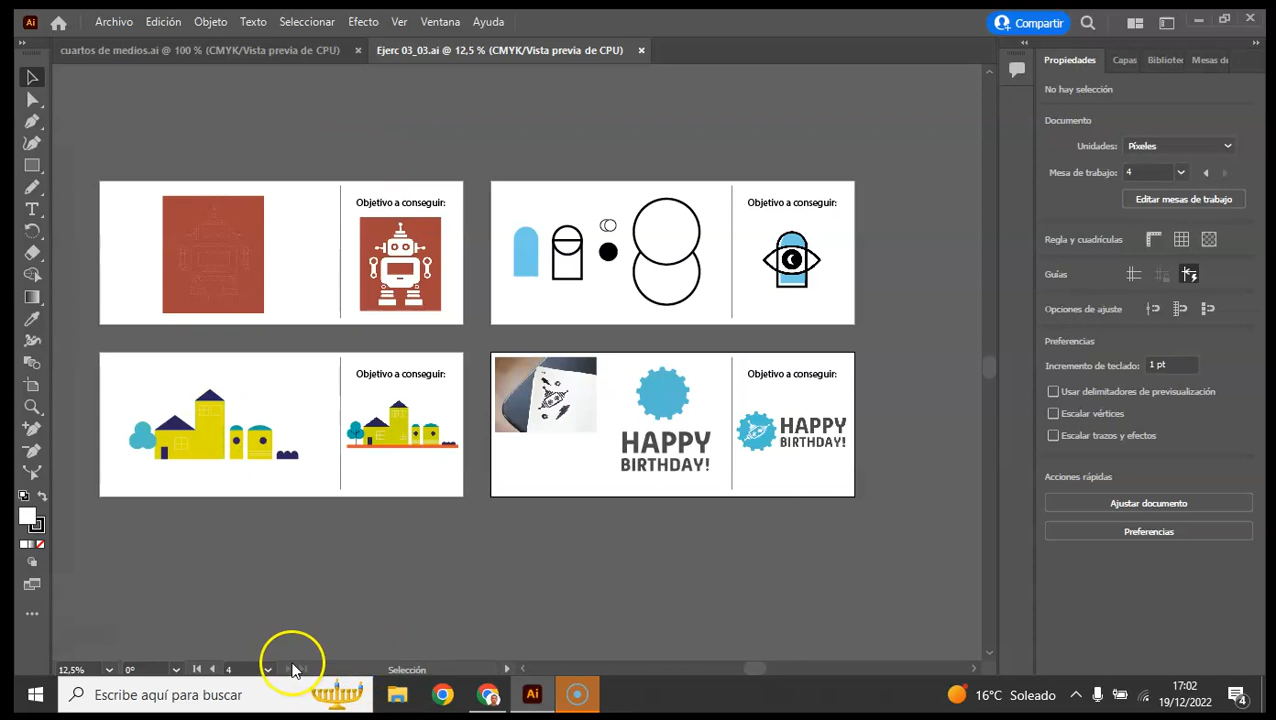 Ai Archivo Edición Objeto Texto Seleccionar Efecto Ver Ventana Ayuda Compartir
cuartos de medios.ai @ 100 % (CMYK/Vista previa de CPU) × Ejerc 03_03.ai @ 12,5 % (CMYK/Vista previa de CPU) ×
Propiedades Capas Bibliotec Mesas de
No hay selección
Documento
Unidades: Píxeles
Mesa de trabajo: 4
Editar mesas de trabajo
Regla y cuadrículas
Guías
Opciones de ajuste
Preferencias
Incremento de teclado: 1 pt
Usar delimitadores de previsualización
Escalar vértices
Escalar trazos y efectos
Acciones rápidas
Ajustar documento
Preferencias
Objetivo a conseguir:
Objetivo a conseguir:
Objetivo a conseguir:
HAPPY
BIRTHDAY!
Objetivo a conseguir:
HAPPY
BIRTHDAY!
12,5% 0° 4 Selección
Escribe aquí para buscar
Ai
16°C Soleado
17:02
19/12/2022
4